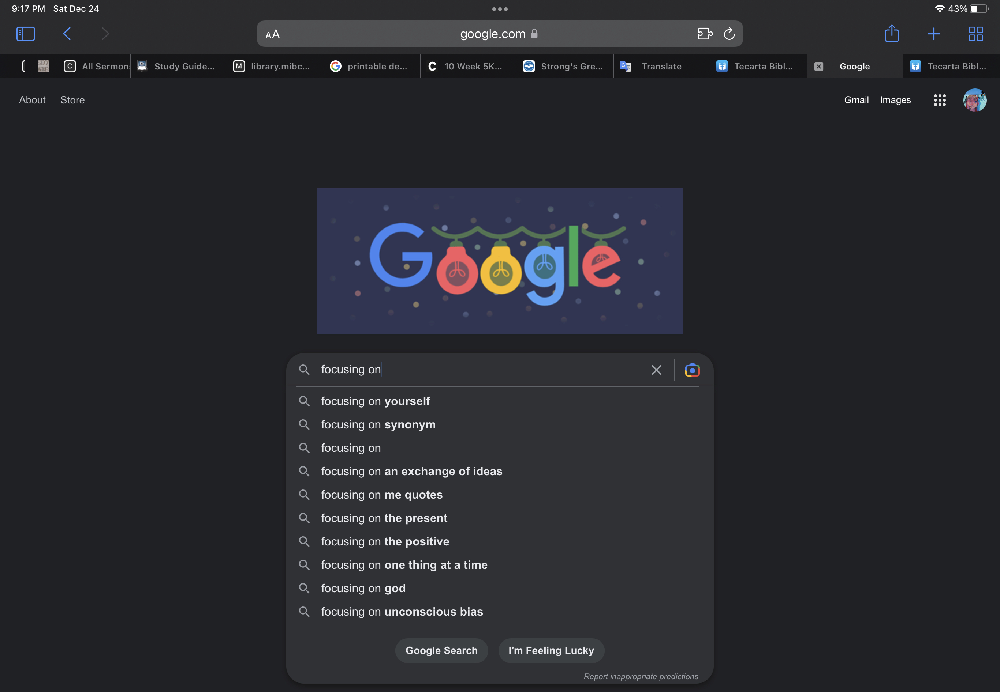 9:17 PM Sat Dec 24
43%
AA
google.com
C All Sermons
Study Guide...
M library.mibc...
G printable de...
C 10 Week 5K...
Strong's Gre...
G Translate
Tecarta Bibl...
Google
Tecarta Bibl...
About Store
Gmail Images
Google
focusing on
focusing on yourself
focusing on synonym
focusing on
focusing on an exchange of ideas
focusing on me quotes
focusing on the present
focusing on the positive
focusing on one thing at a time
focusing on god
focusing on unconscious bias
Google Search
I'm Feeling Lucky
Report inappropriate predictions